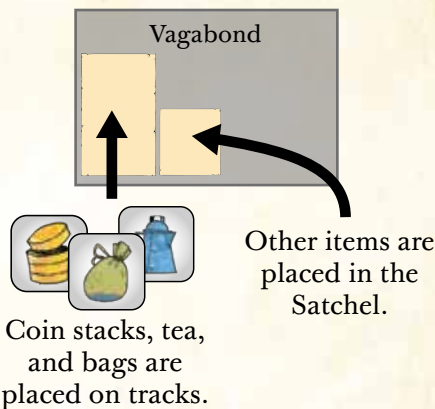 Vagabond
Other items are
placed in the
Satchel.
Coin stacks, tea,
and bags are
placed on tracks.